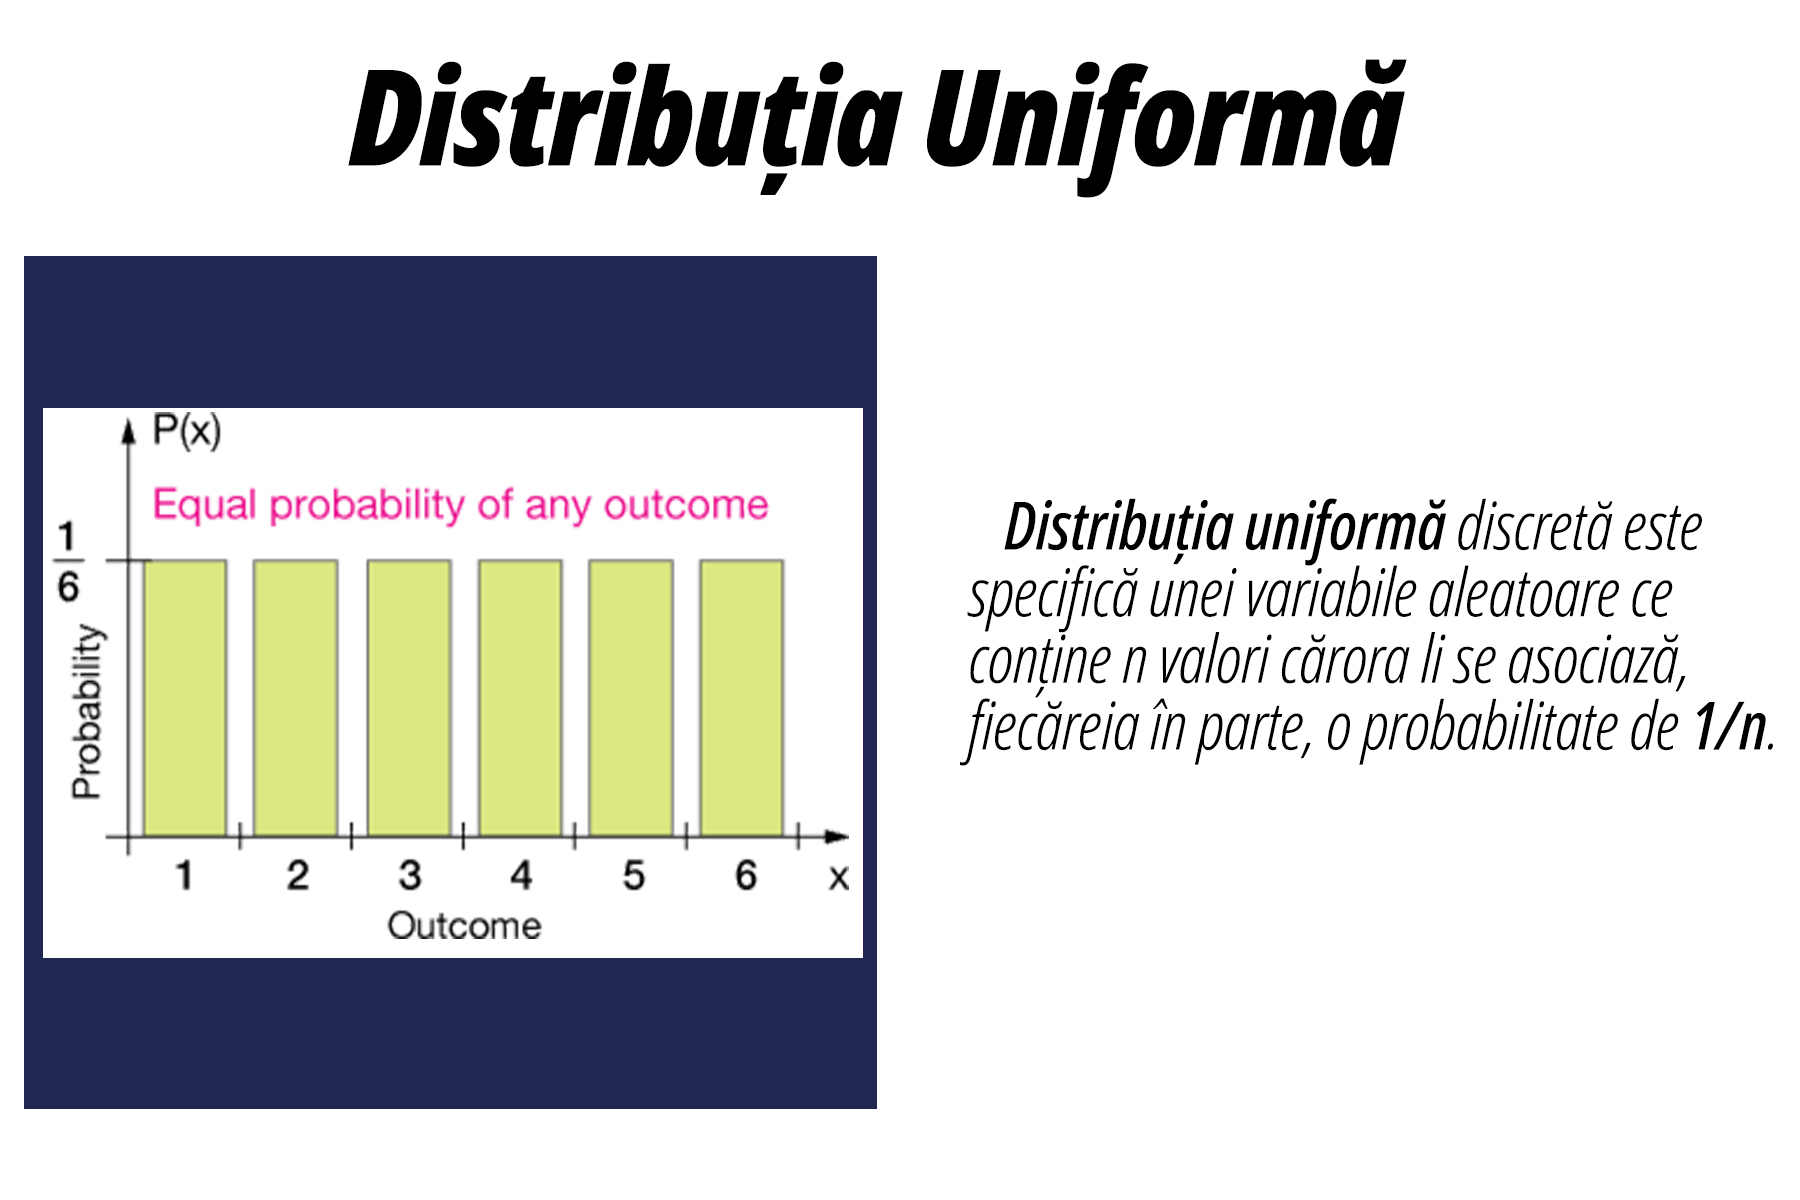 Distribuția Uniformă
P(x)
Equal probability of any outcome
1
6
Probability
1 2 3 4 5 6 x
Outcome
Distribuția uniformă discretă este
specifică unei variabile aleatoare ce
conține n valori cărora li se asociază,
fiecăreia în parte, o probabilitate de 1/n.